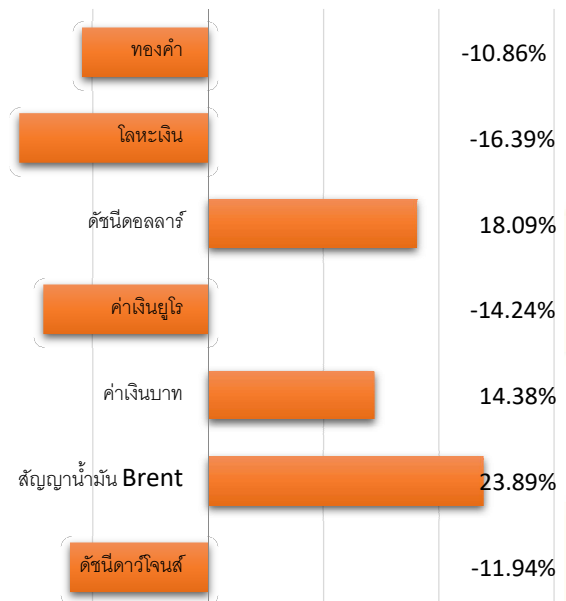 ทองคำ -10.86%
โลหะเงิน -16.39%
ดัชนีดอลลาร์ 18.09%
ค่าเงินยูโร -14.24%
ค่าเงินบาท 14.38%
สัญญาน้ำมัน Brent 23.89%
ดัชนีดาวโจนส์ -11.94%